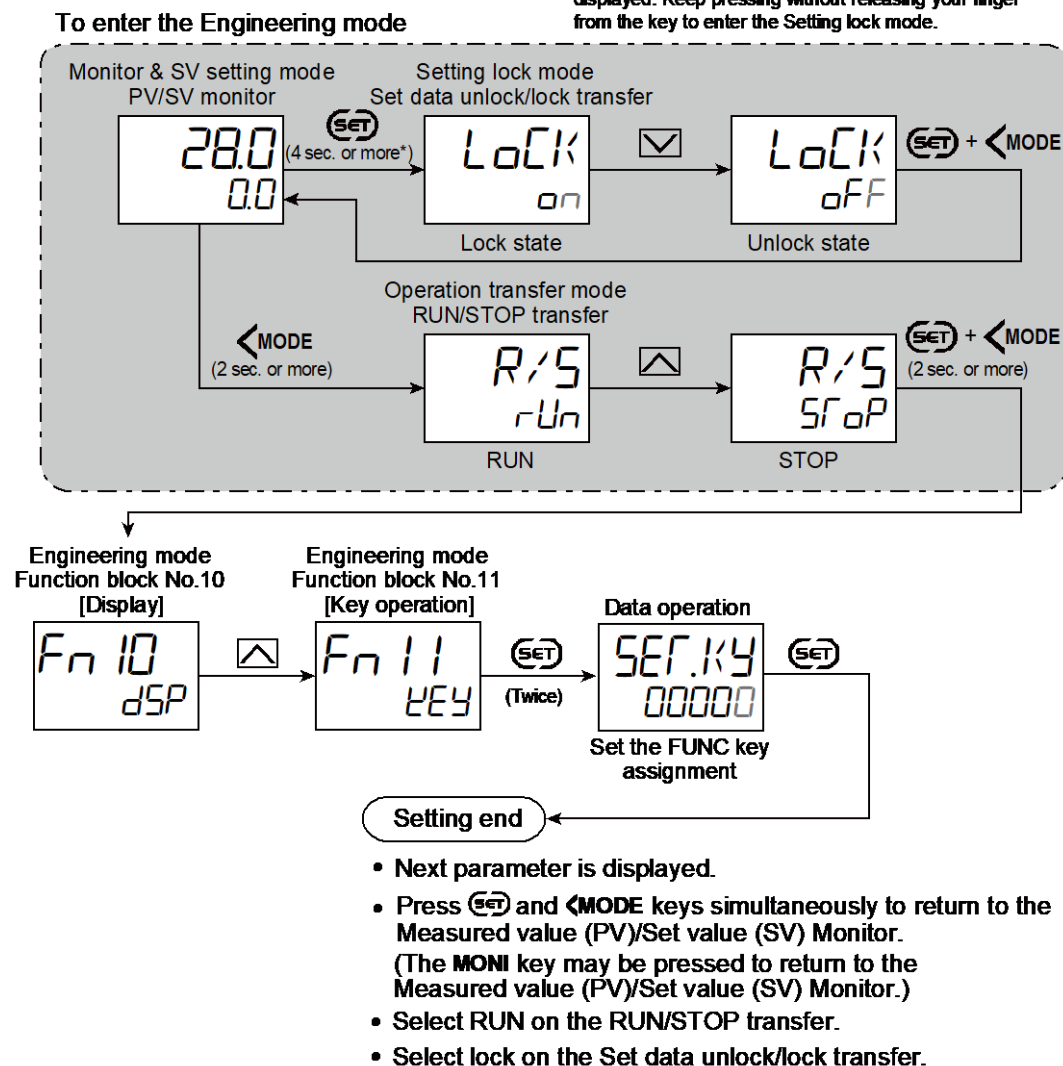 displayed. Keep pressing without releasing your finger
from the key to enter the Setting lock mode.
To enter the Engineering mode
Monitor & SV setting mode
PV/SV monitor
Setting lock mode
Set data unlock/lock transfer
28.0
0.0
SET
(4 sec. or more*)
LoCK
on
LoCK
oFF
SET + <MODE
Lock state
Unlock state
Operation transfer mode
RUN/STOP transfer
<MODE
(2 sec. or more)
R/S
rUn
R/S
SToP
SET + <MODE
(2 sec. or more)
RUN
STOP
Engineering mode
Function block No.10
[Display]
Fn 10
dSP
Engineering mode
Function block No.11
[Key operation]
Fn 11
KEY
SET
(Twice)
Data operation
SET.KY
00000
SET
Set the FUNC key
assignment
Setting end
• Next parameter is displayed.
• Press SET and <MODE keys simultaneously to return to the
Measured value (PV)/Set value (SV) Monitor.
(The MONI key may be pressed to return to the
Measured value (PV)/Set value (SV) Monitor.)
• Select RUN on the RUN/STOP transfer.
• Select lock on the Set data unlock/lock transfer.